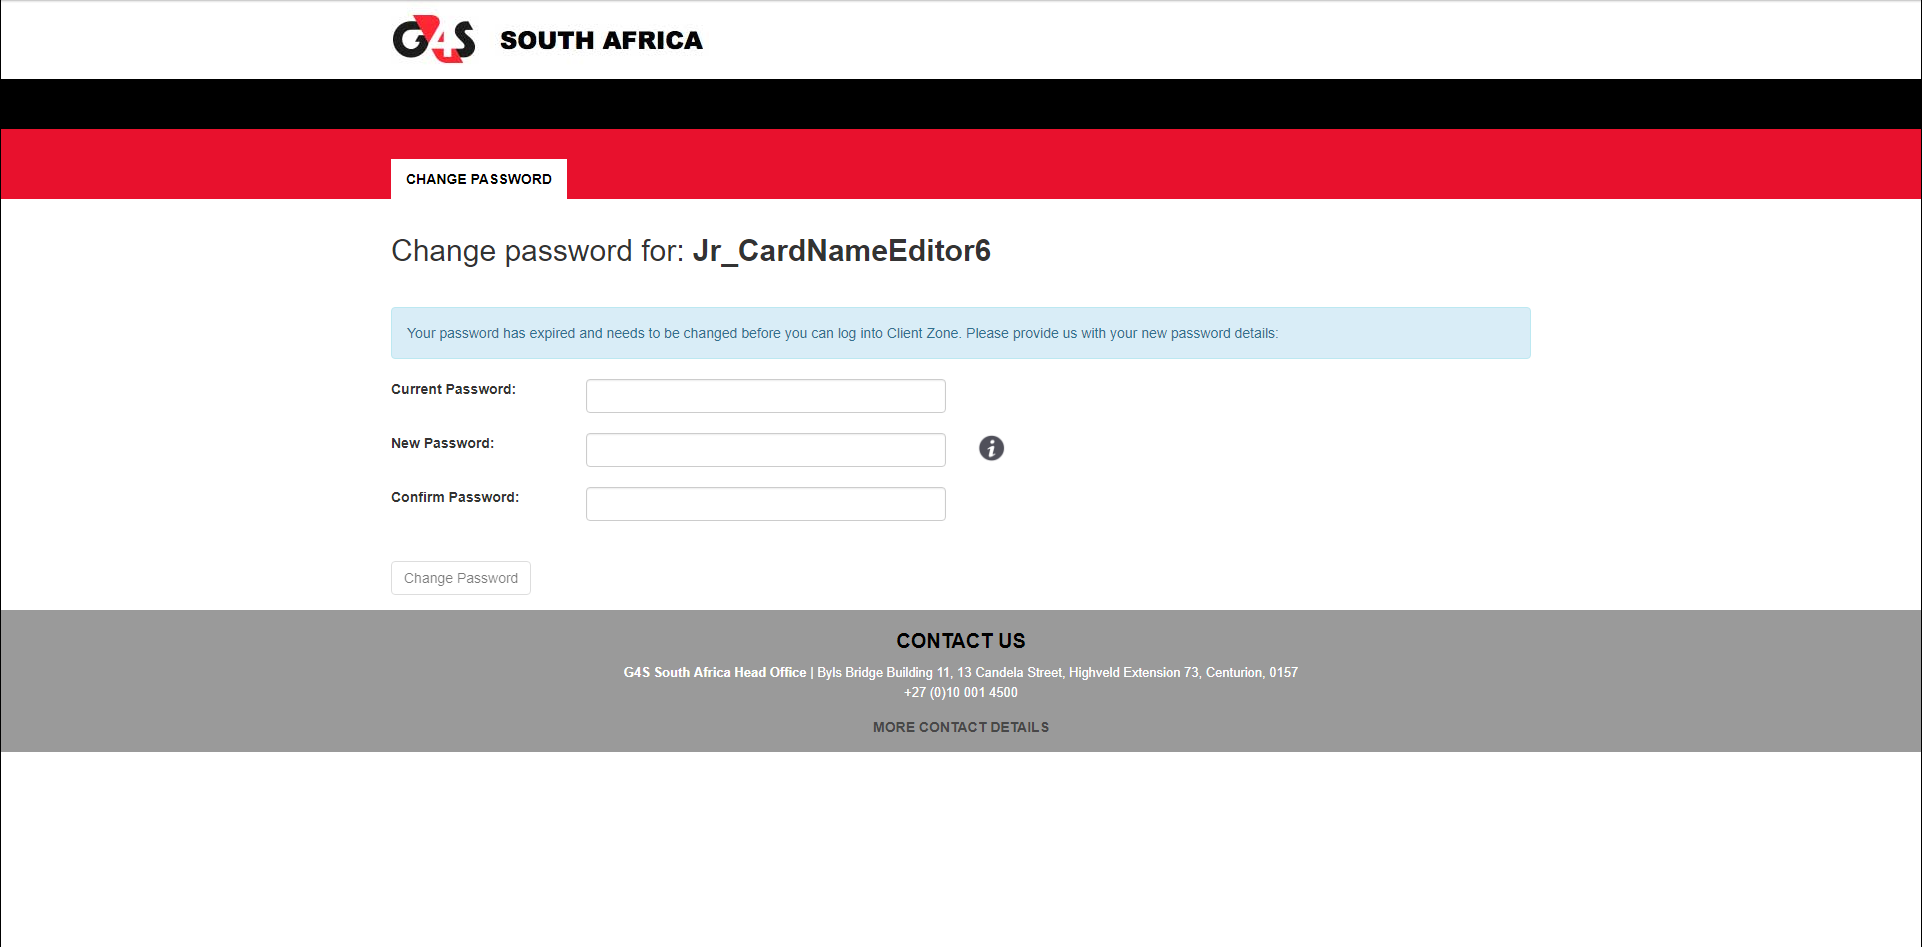 G4S SOUTH AFRICA
CHANGE PASSWORD
Change password for: Jr_CardNameEditor6
Your password has expired and needs to be changed before you can log into Client Zone. Please provide us with your new password details:
Current Password:
New Password:
i
Confirm Password:
Change Password
CONTACT US
G4S South Africa Head Office | Byls Bridge Building 11, 13 Candela Street, Highveld Extension 73, Centurion, 0157
+27 (0)10 001 4500
MORE CONTACT DETAILS